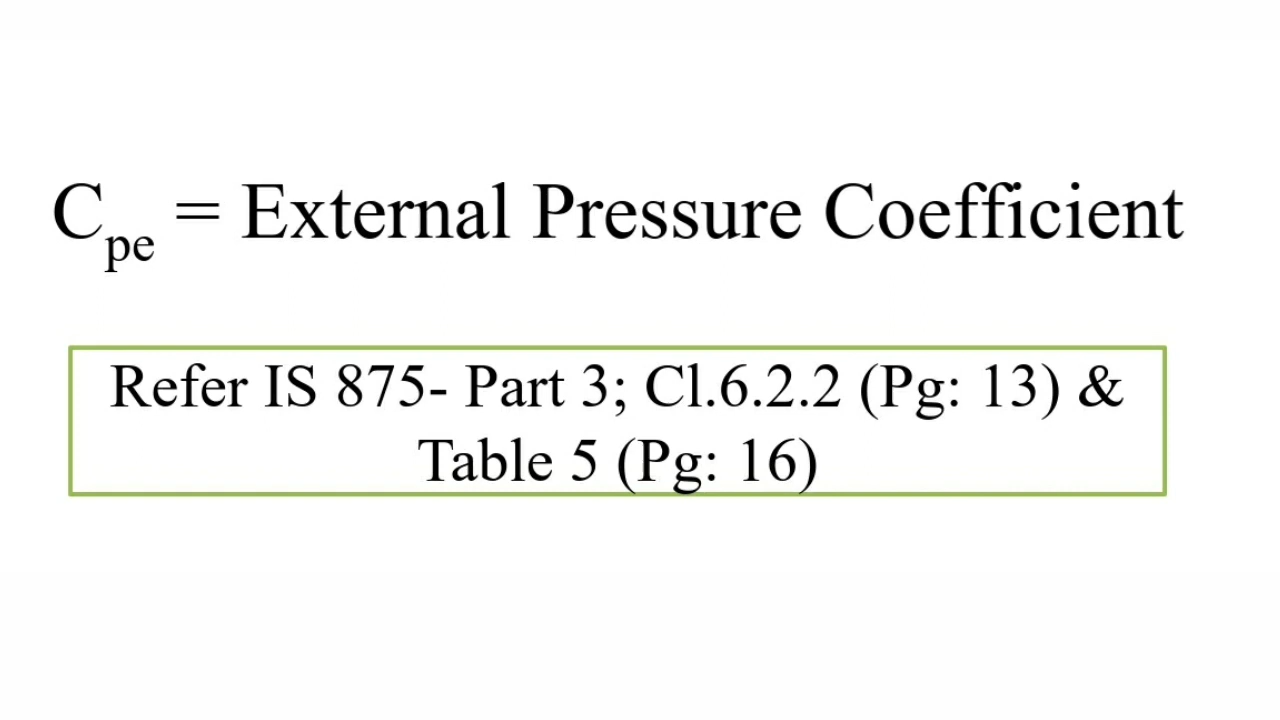 Cpe = External Pressure Coefficient
Refer IS 875- Part 3; Cl.6.2.2 (Pg: 13) &
Table 5 (Pg: 16)